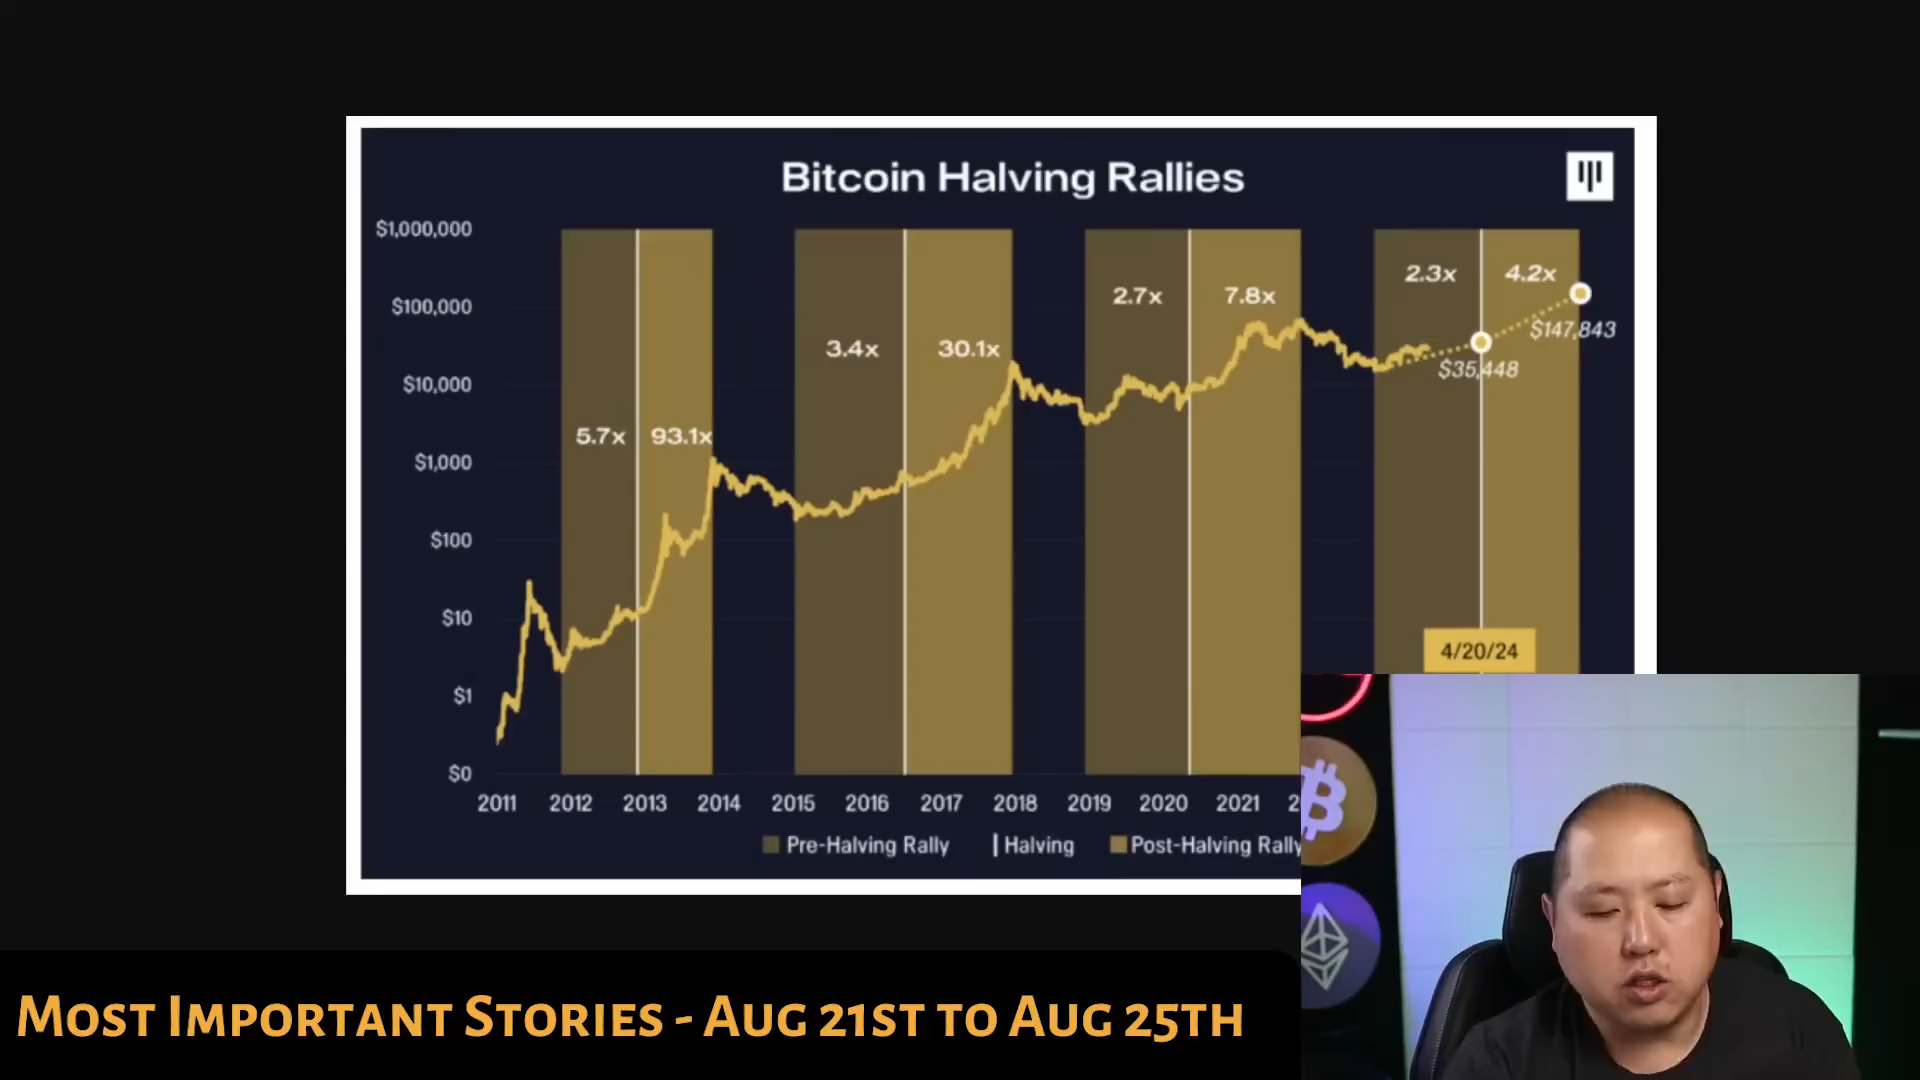 Bitcoin Halving Rallies
$1,000,000
$100,000
$10,000
$1,000
$100
$10
$1
$0
5.7x 93.1x
3.4x 30.1x
2.7x 7.8x
2.3x 4.2x
$147,843
$35,448
4/20/24
2011 2012 2013 2014 2015 2016 2017 2018 2019 2020 2021 2
Pre-Halving Rally Halving Post-Halving Rally
Most Important Stories - Aug 21st to Aug 25th